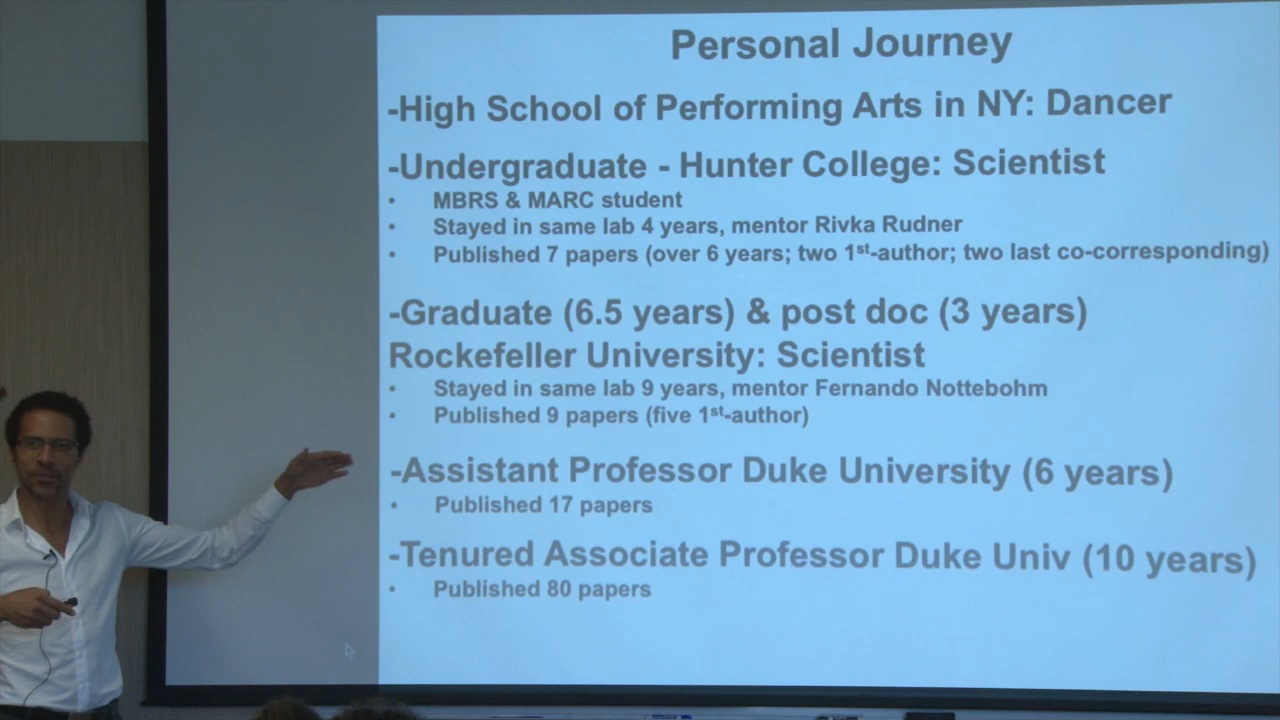 Personal Journey
-High School of Performing Arts in NY: Dancer
-Undergraduate - Hunter College: Scientist
• MBRS & MARC student
• Stayed in same lab 4 years, mentor Rivka Rudner
• Published 7 papers (over 6 years; two 1st-author; two last co-corresponding)
-Graduate (6.5 years) & post doc (3 years)
Rockefeller University: Scientist
• Stayed in same lab 9 years, mentor Fernando Nottebohm
• Published 9 papers (five 1st-author)
-Assistant Professor Duke University (6 years)
• Published 17 papers
-Tenured Associate Professor Duke Univ (10 years)
• Published 80 papers